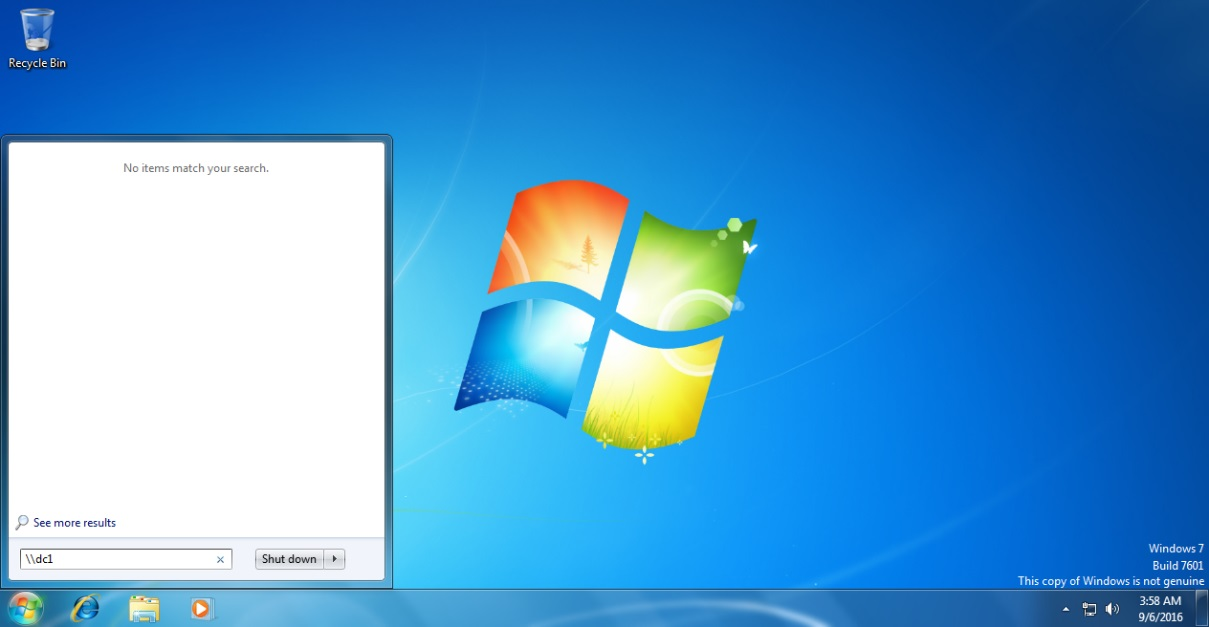 Recycle Bin
No items match your search.
See more results
\\dc1
Shut down
Windows 7
Build 7601
This copy of Windows is not genuine
3:58 AM
9/6/2016